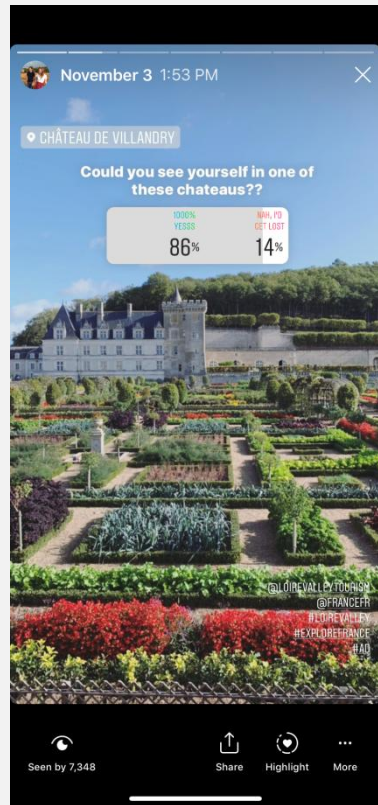 November 3 1:53 PM
CHÂTEAU DE VILLANDRY
Could you see yourself in one of
these chateaus??
1000%
YESSS
NAH, I'D
GET LOST
86%
14%
@LOIREVALLEYTOURISM
@FRANCEFR
#LOIREVALLEY
#EXPLOREFRANCE
#AD
Seen by 7,348
Share
Highlight
More